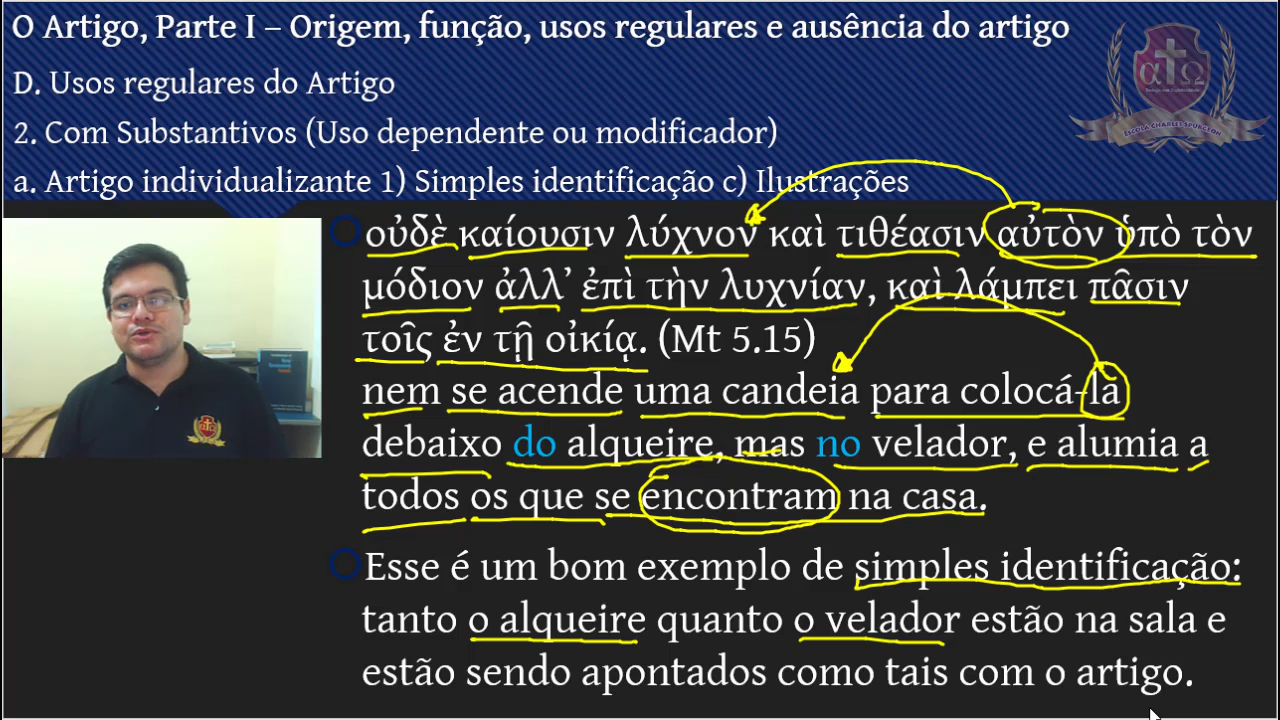 O Artigo, Parte I – Origem, função, usos regulares e ausência do artigo
D. Usos regulares do Artigo
2. Com Substantivos (Uso dependente ou modificador)
a. Artigo individualizante 1) Simples identificação c) Ilustrações
αΩ
ESCOLA CHARLES SPURGEON
οὐδὲ καίουσιν λύχνον καὶ τιθέασιν αὐτὸν ὑπὸ τὸν
μόδιον ἀλλ’ ἐπὶ τὴν λυχνίαν, καὶ λάμπει πᾶσιν
τοῖς ἐν τῇ οἰκίᾳ. (Mt 5.15)
nem se acende uma candeia para colocá-la
debaixo do alqueire, mas no velador, e alumia a
todos os que se encontram na casa.
Esse é um bom exemplo de simples identificação:
tanto o alqueire quanto o velador estão na sala e
estão sendo apontados como tais com o artigo.